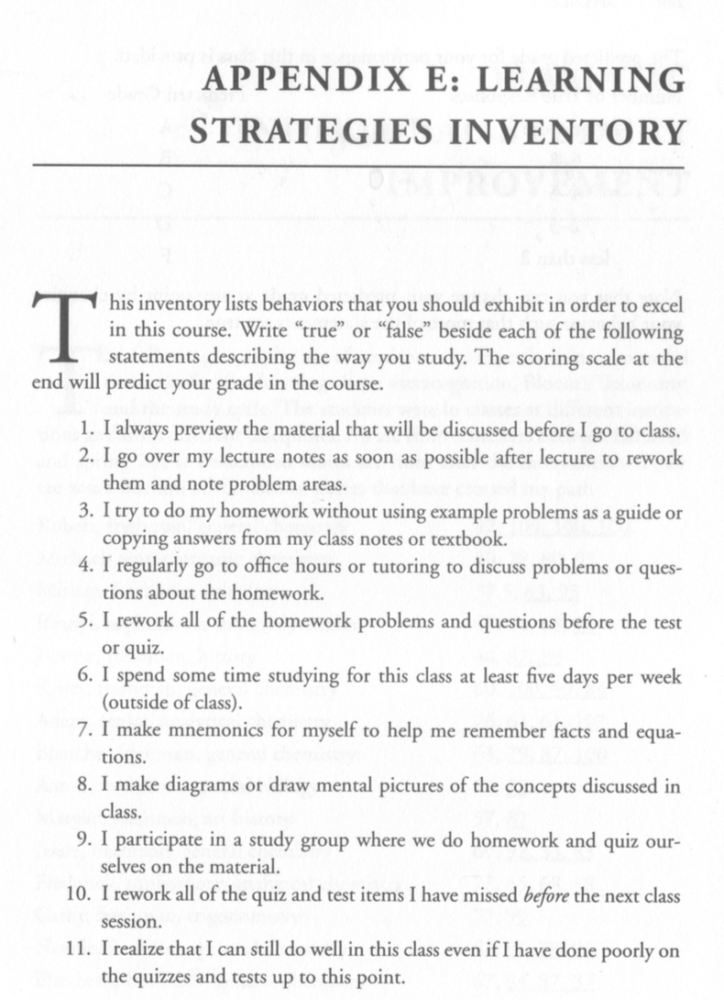 APPENDIX E: LEARNING
STRATEGIES INVENTORY
This inventory lists behaviors that you should exhibit in order to excel
in this course. Write “true” or “false” beside each of the following
statements describing the way you study. The scoring scale at the
end will predict your grade in the course.
1. I always preview the material that will be discussed before I go to class.
2. I go over my lecture notes as soon as possible after lecture to rework
them and note problem areas.
3. I try to do my homework without using example problems as a guide or
copying answers from my class notes or textbook.
4. I regularly go to office hours or tutoring to discuss problems or ques-
tions about the homework.
5. I rework all of the homework problems and questions before the test
or quiz.
6. I spend some time studying for this class at least five days per week
(outside of class).
7. I make mnemonics for myself to help me remember facts and equa-
tions.
8. I make diagrams or draw mental pictures of the concepts discussed in
class.
9. I participate in a study group where we do homework and quiz our-
selves on the material.
10. I rework all of the quiz and test items I have missed before the next class
session.
11. I realize that I can still do well in this class even if I have done poorly on
the quizzes and tests up to this point.